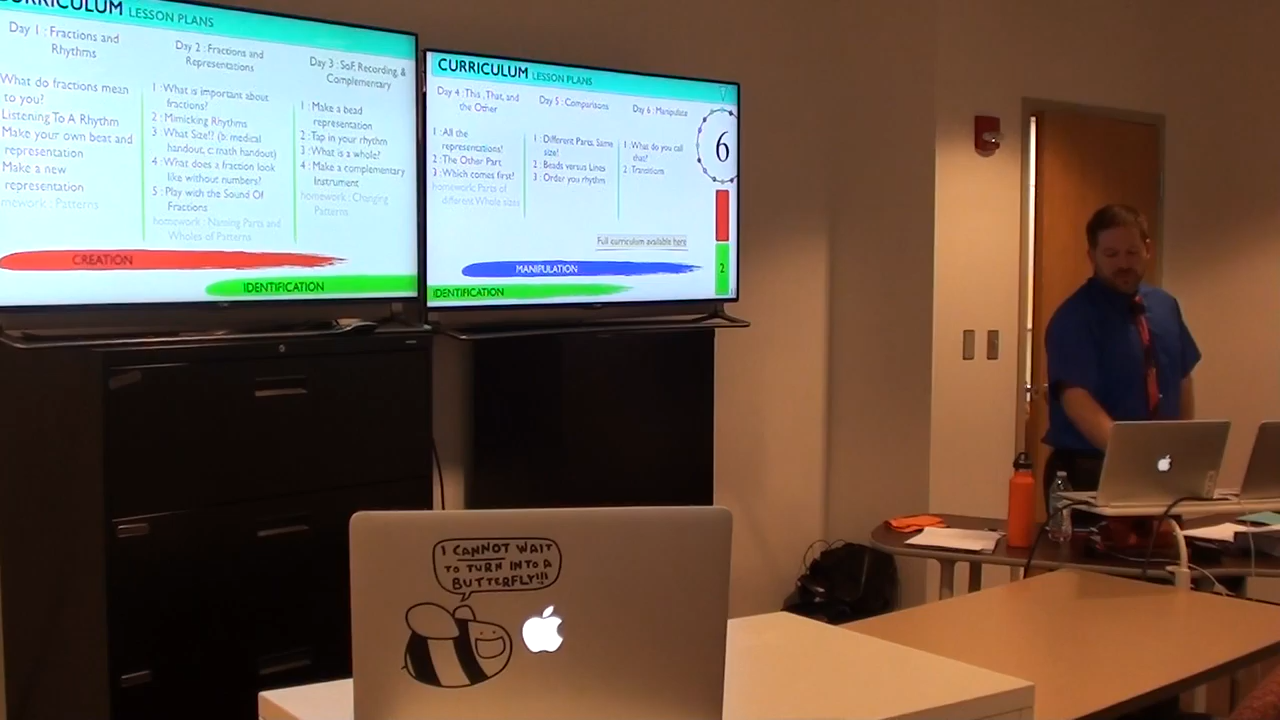 CURRICULUM LESSON PLANS
Day 1 : Fractions and
Rhythms
What do fractions mean
to you?
Listening To A Rhythm
Make your own beat and
representation
Make a new
representation
mework : Patterns
Day 2 : Fractions and
Representations
1 : What is important about
fractions?
2 : Mimicking Rhythms
3 : What Size!? (b: medical
handout, c: math handout)
4 : What does a fraction look
like without numbers?
5 : Play with the Sound Of
Fractions
homework : Naming Parts and
Wholes of Patterns
Day 3 : SoF, Recording, &
Complementary
1 : Make a bead
representation
2 : Tap in your rhythm
3 : What is a whole?
4 : Make a complementary
Instrument
homework : Changing
Patterns
CREATION
IDENTIFICATION
CURRICULUM LESSON PLANS
Day 4 : This, That, and
the Other
1 : All the
representations!
2 : The Other Part
3 : Which comes first?
homework : Parts of
different Whole sizes
Day 5 : Comparisons
1 : Different Parts, Same
size!
2 : Beads versus Lines
3 : Order you rhythm
Day 6 : Manipulate
1 : What do you call
that?
2 : Transitions
6
2
Full curriculum available here
MANIPULATION
IDENTIFICATION
I CANNOT WAIT
TO TURN INTO A
BUTTERFLY!!!